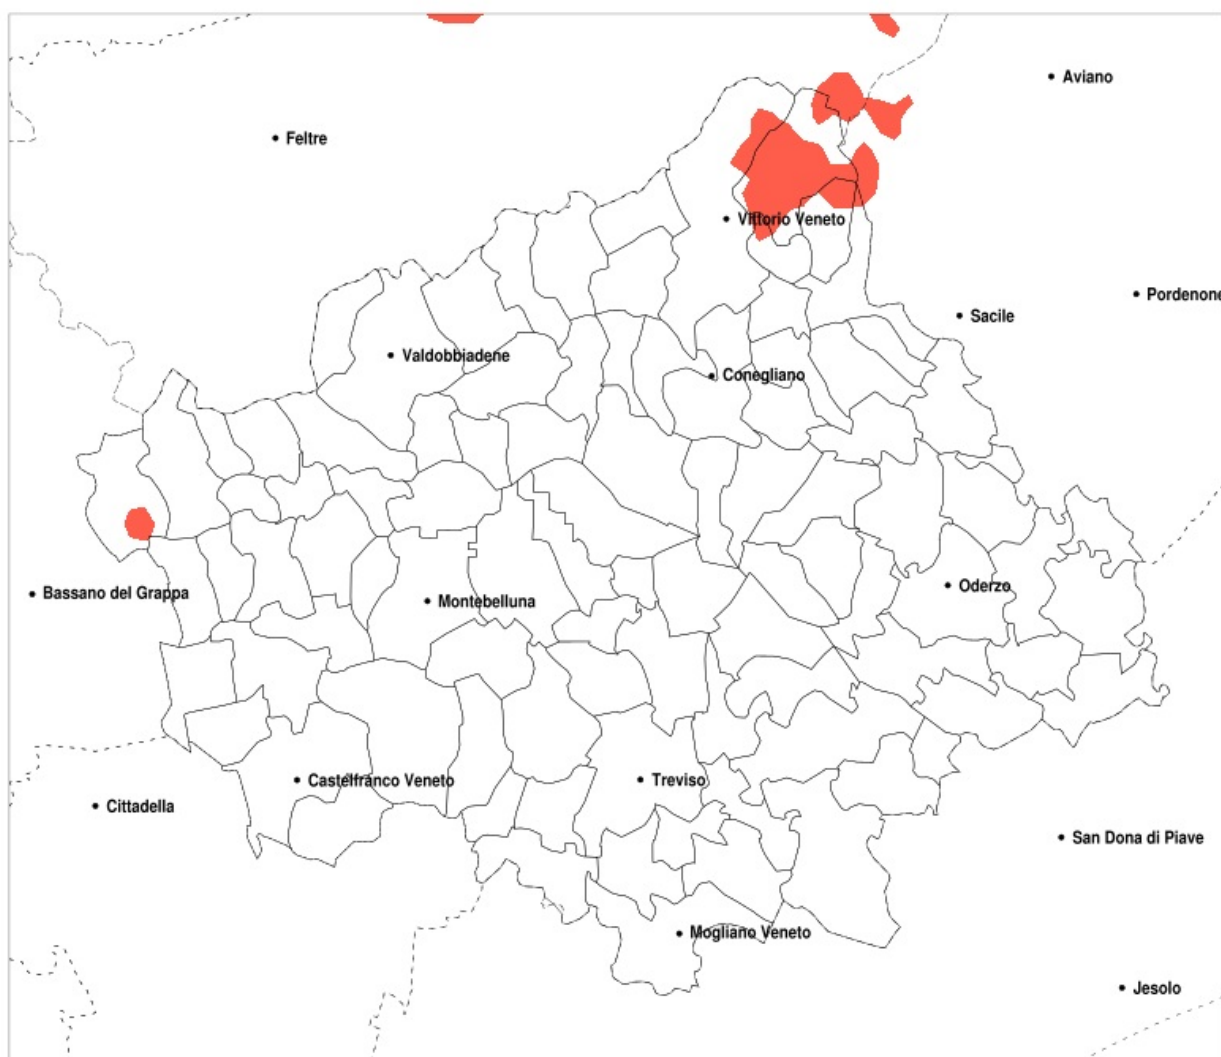 Aviano
Feltre
Vittorio Veneto
Pordenone
Sacile
Valdobbiadene
Conegliano
Oderzo
Bassano del Grappa
Montebelluna
Castelfranco Veneto
Treviso
Cittadella
San Dona di Piave
Mogliano Veneto
Jesolo